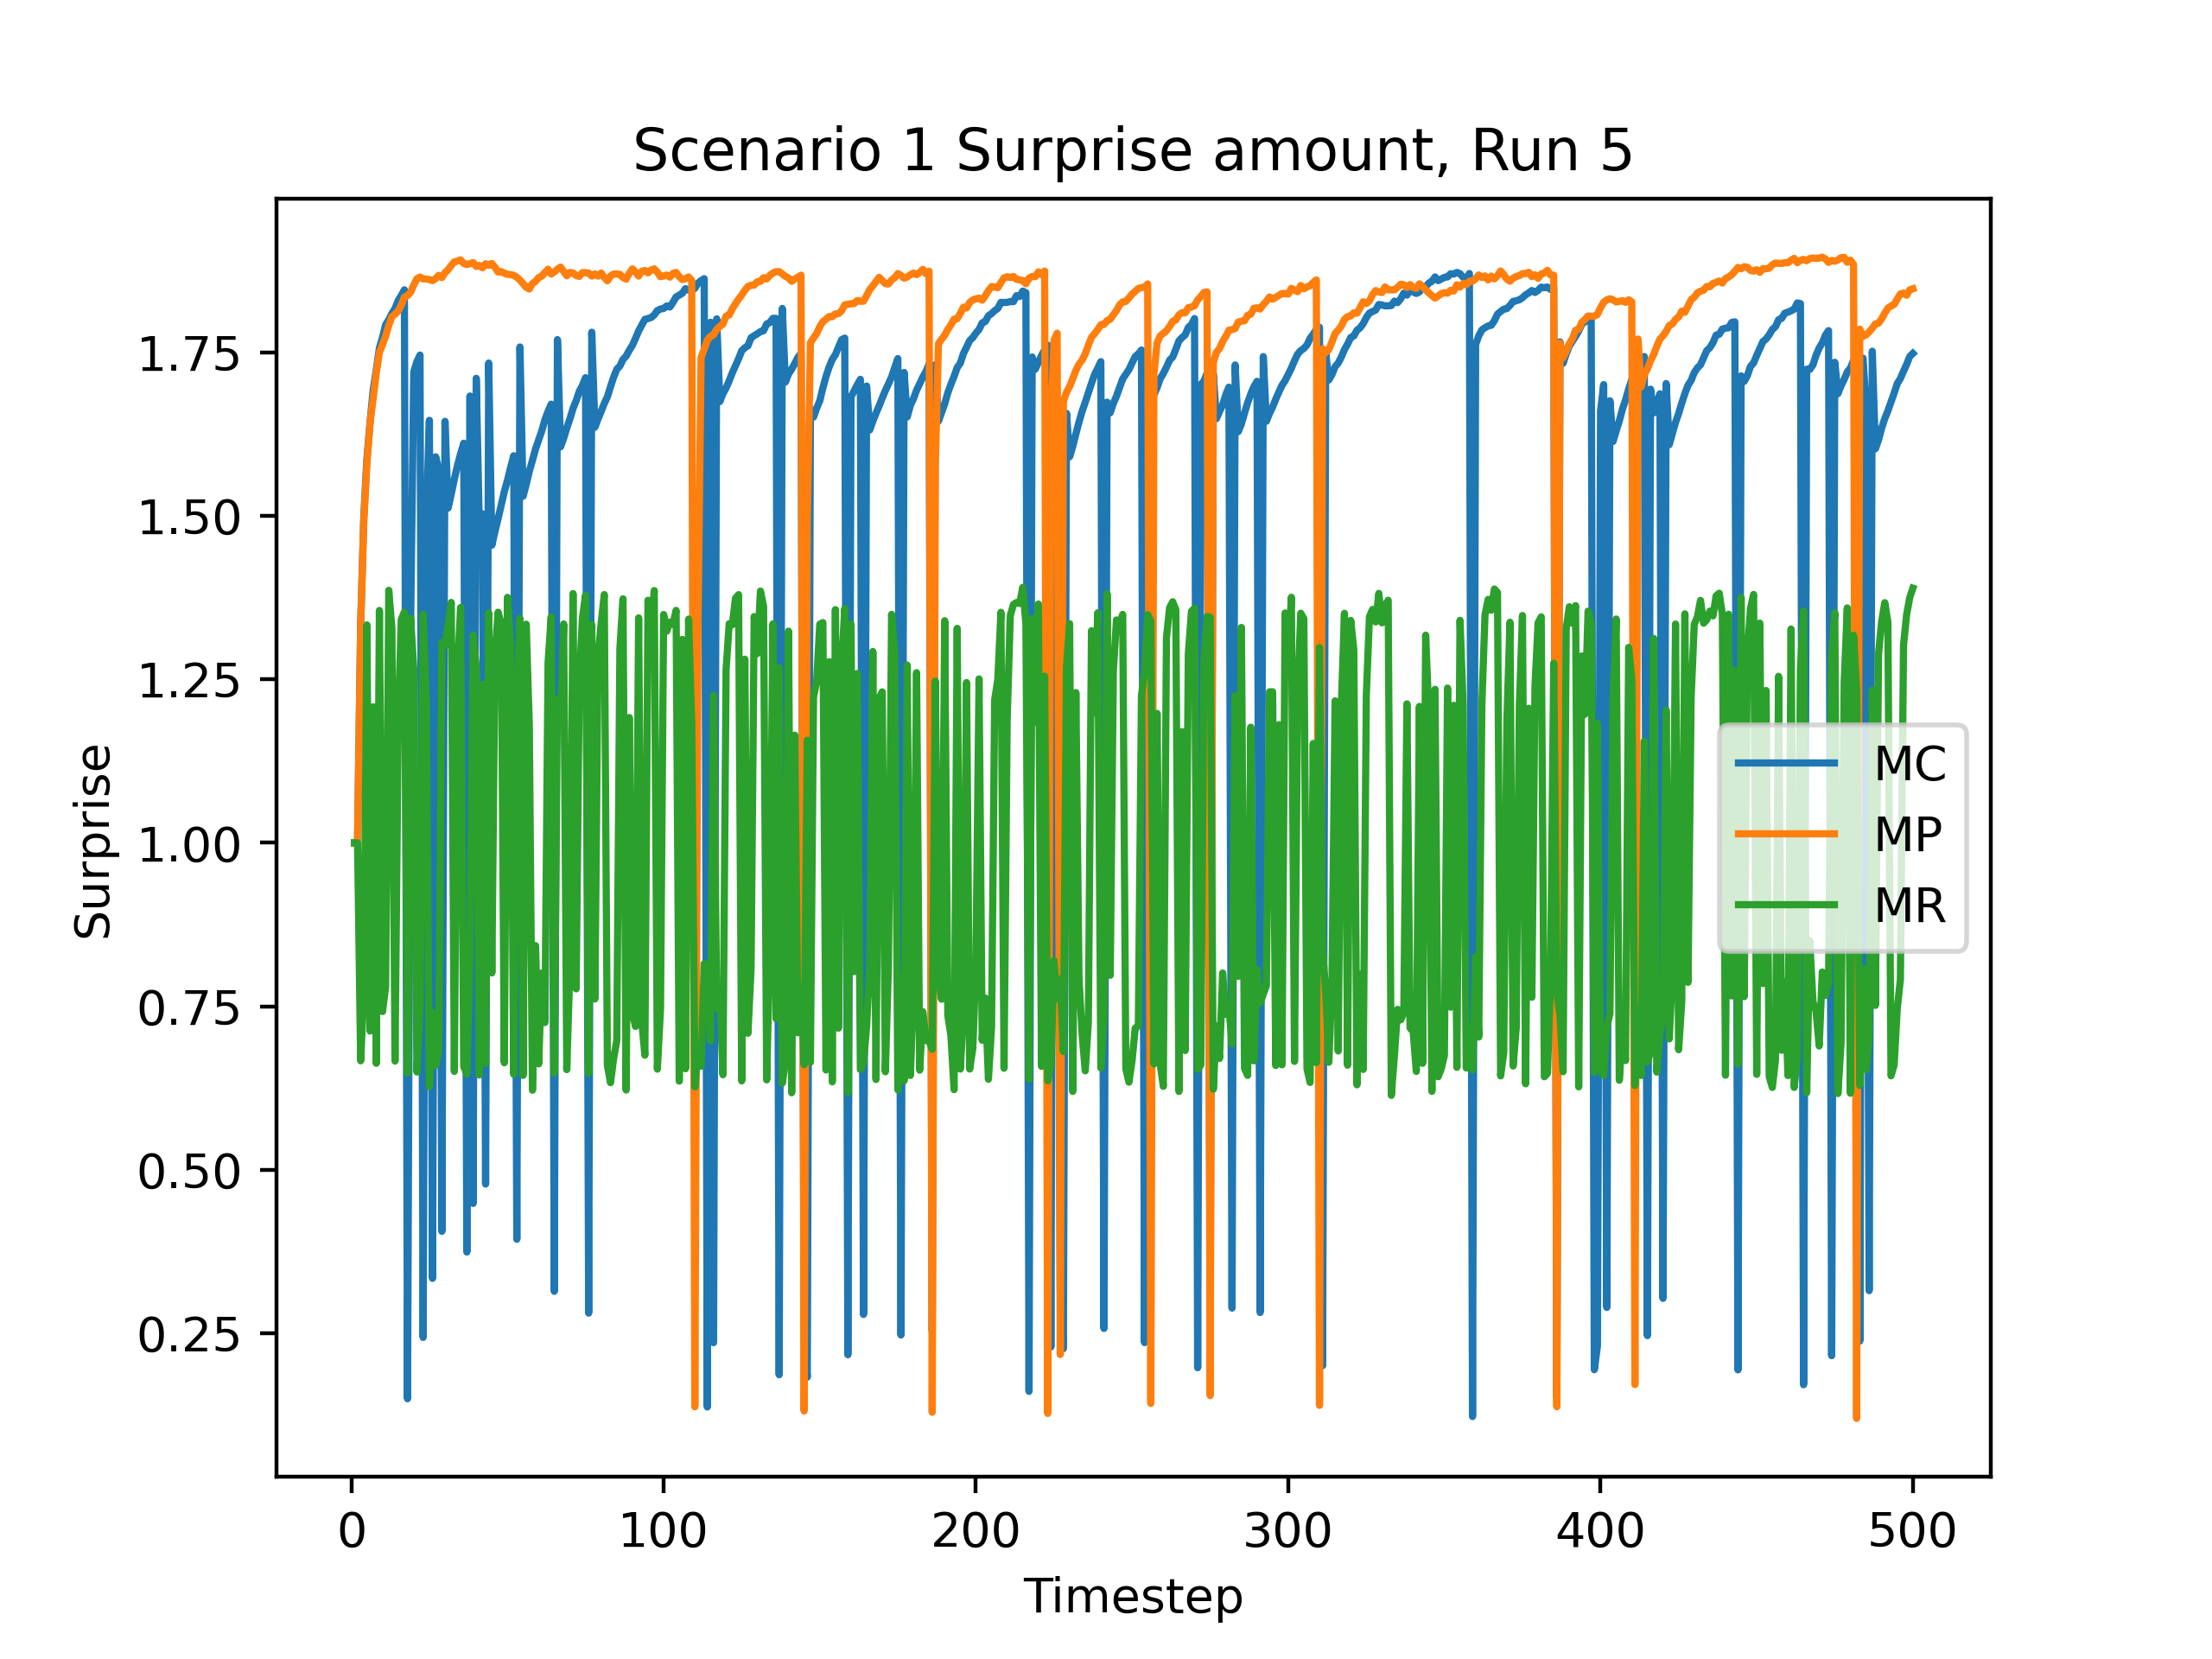 Scenario 1 Surprise amount, Run 5
Surprise
1.75
1.50
1.25
1.00
0.75
0.50
0.25
MC
MP
MR
0 100 200 300 400 500
Timestep